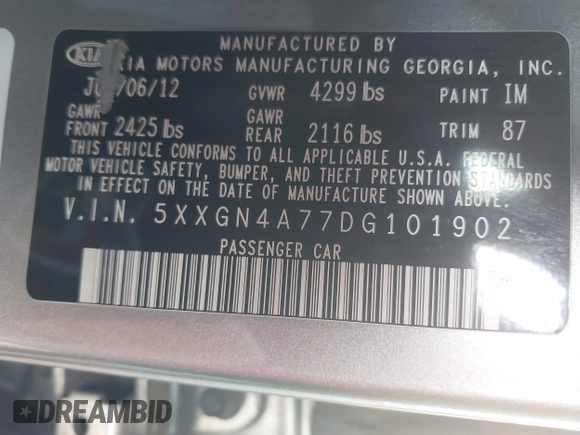 MANUFACTURED BY
KIA KIA MOTORS MANUFACTURING GEORGIA, INC.
/06/12 GVWR 4299 lbs PAINT IM
GAWR FRONT 2425 lbs GAWR REAR 2116 lbs TRIM 87
THIS VEHICLE CONFORMS TO ALL APPLICABLE U.S.A. FEDERAL
MOTOR VEHICLE SAFETY, BUMPER, AND THEFT PREVENTION STANDARDS
IN EFFECT ON THE DATE OF MANUFACTURE SHOWN ABOVE.
V.I.N. 5XXGN4A77DG101902
PASSENGER CAR
DREAMBID